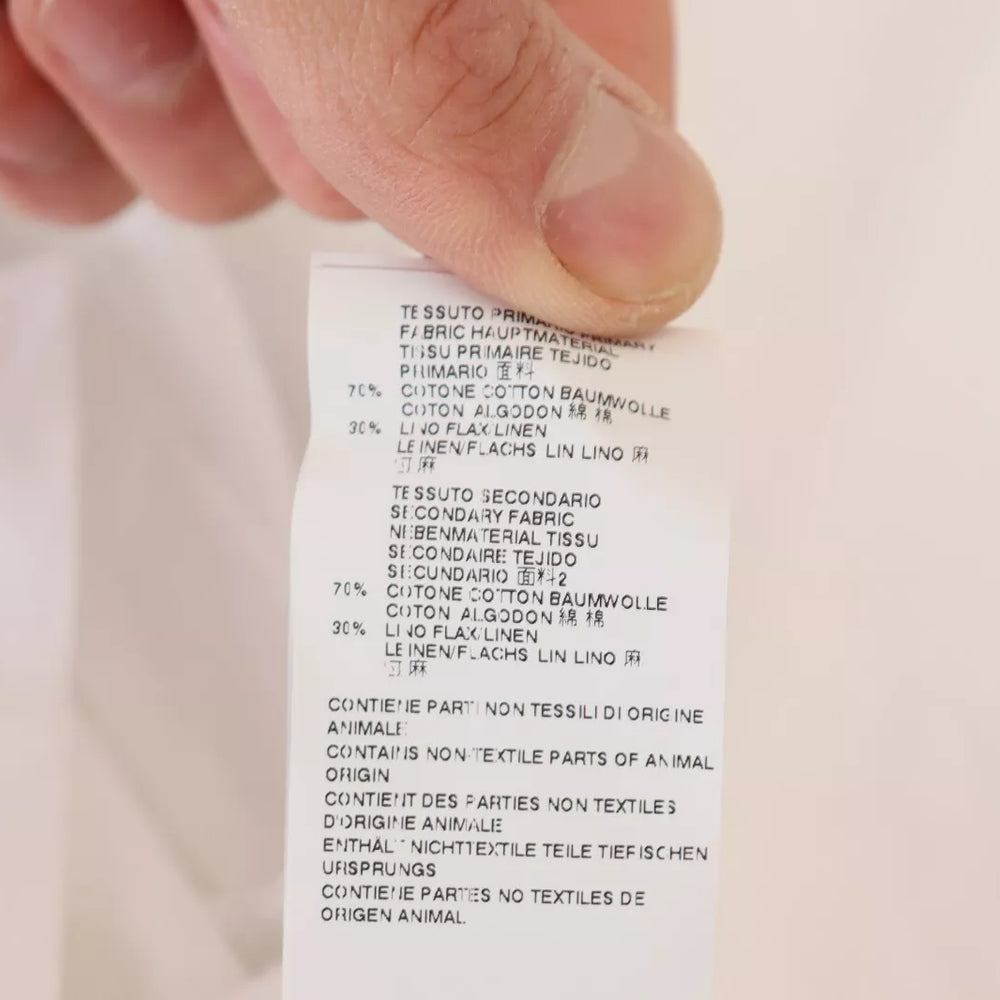 TESSUTO PRIMARIO PRIMARY
FABRIC HAUPTMATERIAL
TISSU PRIMAIRE TEJIDO
PRIMARIO 面料
70% COTONE COTTON BAUMWOLLE
COTON ALGODON 綿 棉
30% LINO FLAX/LINEN
LEINEN/FLACHS LIN LINO 麻
麻
TESSUTO SECONDARIO
SECONDARY FABRIC
NEBENMATERIAL TISSU
SECONDAIRE TEJIDO
SECUNDARIO 面料2
70% COTONE COTTON BAUMWOLLE
COTON ALGODON 綿 棉
30% LINO FLAX/LINEN
LEINEN/FLACHS LIN LINO 麻
麻
CONTIENE PARTI NON TESSILI DI ORIGINE
ANIMALE
CONTAINS NON-TEXTILE PARTS OF ANIMAL
ORIGIN
CONTIENT DES PARTIES NON TEXTILES
D'ORIGINE ANIMALE
ENTHÄLT NICHTTEXTILE TEILE TIERISCHEN
URSPRUNGS
CONTIENE PARTES NO TEXTILES DE
ORIGEN ANIMAL.